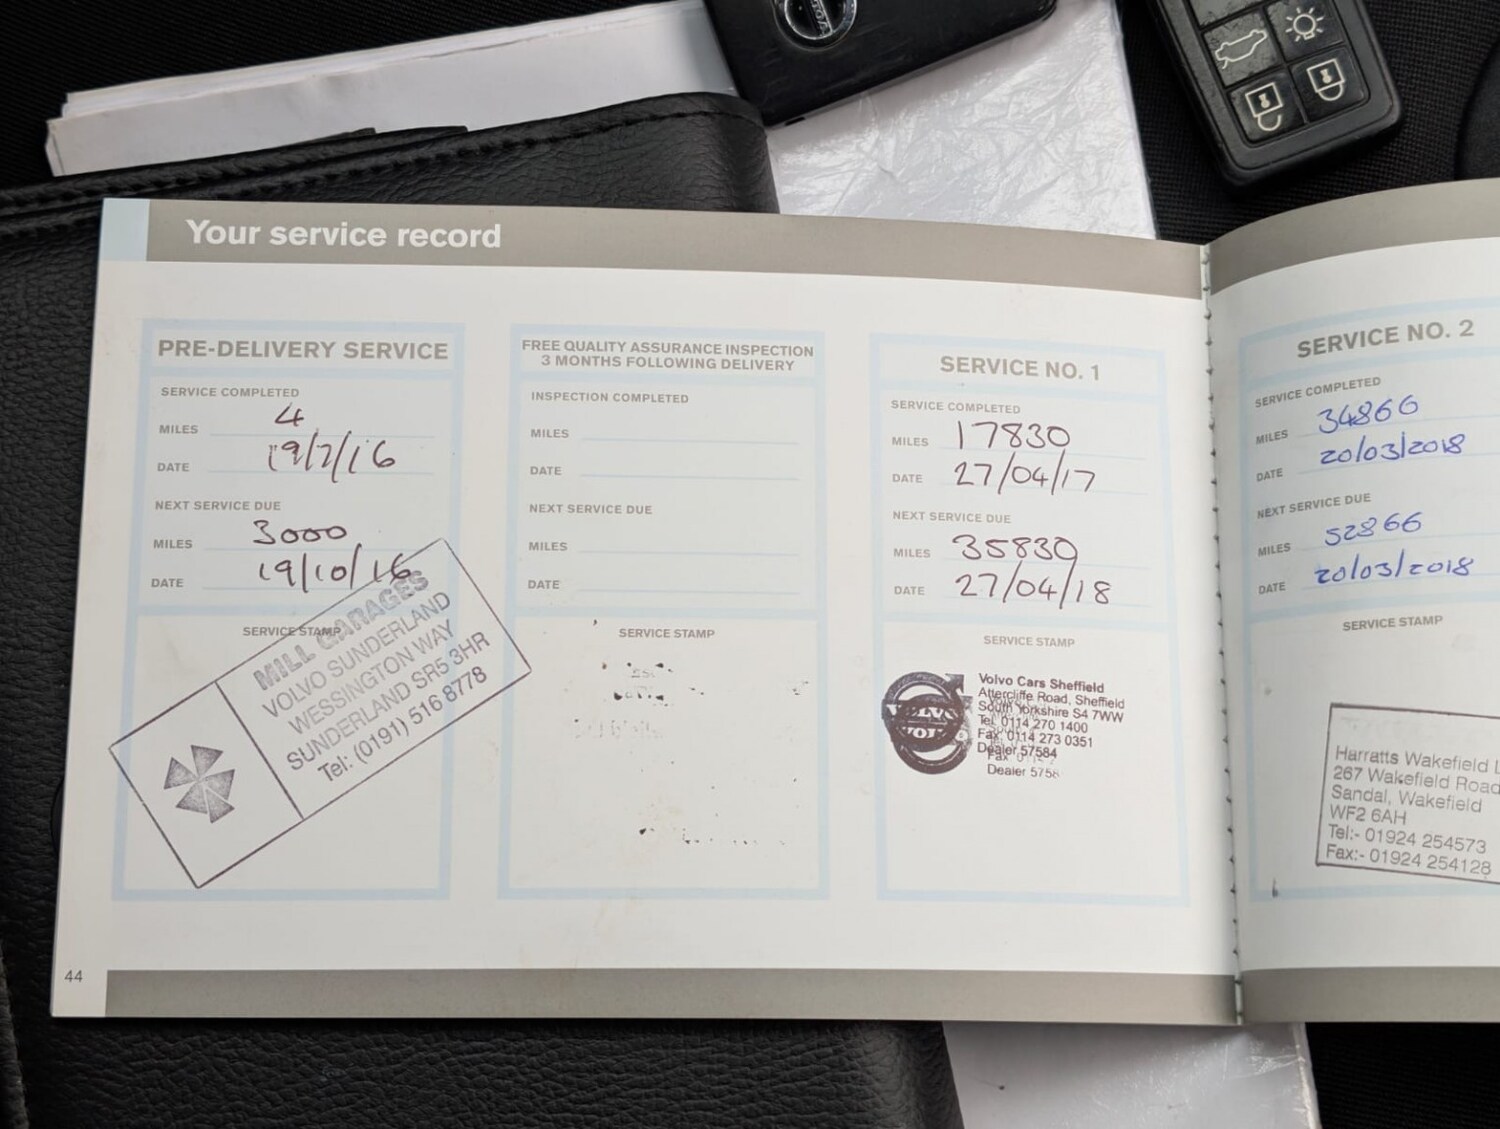 Your service record
PRE-DELIVERY SERVICE
SERVICE COMPLETED
MILES 4
DATE 19/7/16
NEXT SERVICE DUE
MILES 3000
DATE 19/10/16
SERVICE STAMP
MILL GARAGES
VOLVO SUNDERLAND
WESSINGTON WAY
SUNDERLAND SR5 3HR
Tel: (0191) 516 8778
FREE QUALITY ASSURANCE INSPECTION
3 MONTHS FOLLOWING DELIVERY
INSPECTION COMPLETED
MILES
DATE
NEXT SERVICE DUE
MILES
DATE
SERVICE STAMP
SERVICE NO. 1
SERVICE COMPLETED
MILES 17830
DATE 27/04/17
NEXT SERVICE DUE
MILES 35830
DATE 27/04/18
SERVICE STAMP
VOLVO
Volvo Cars Sheffield
Attercliffe Road, Sheffield
South Yorkshire S4 7WW
Tel 0114 270 1400
Fax: 0114 273 0351
Dealer 57584
Dealer 5758
SERVICE NO. 2
SERVICE COMPLETED
MILES 34866
DATE 20/03/2018
NEXT SERVICE DUE
MILES 52866
DATE 20/03/2018
SERVICE STAMP
Harratts Wakefield L
267 Wakefield Road
Sandal, Wakefield
WF2 6AH
Tel:- 01924 254573
Fax:- 01924 254128
44